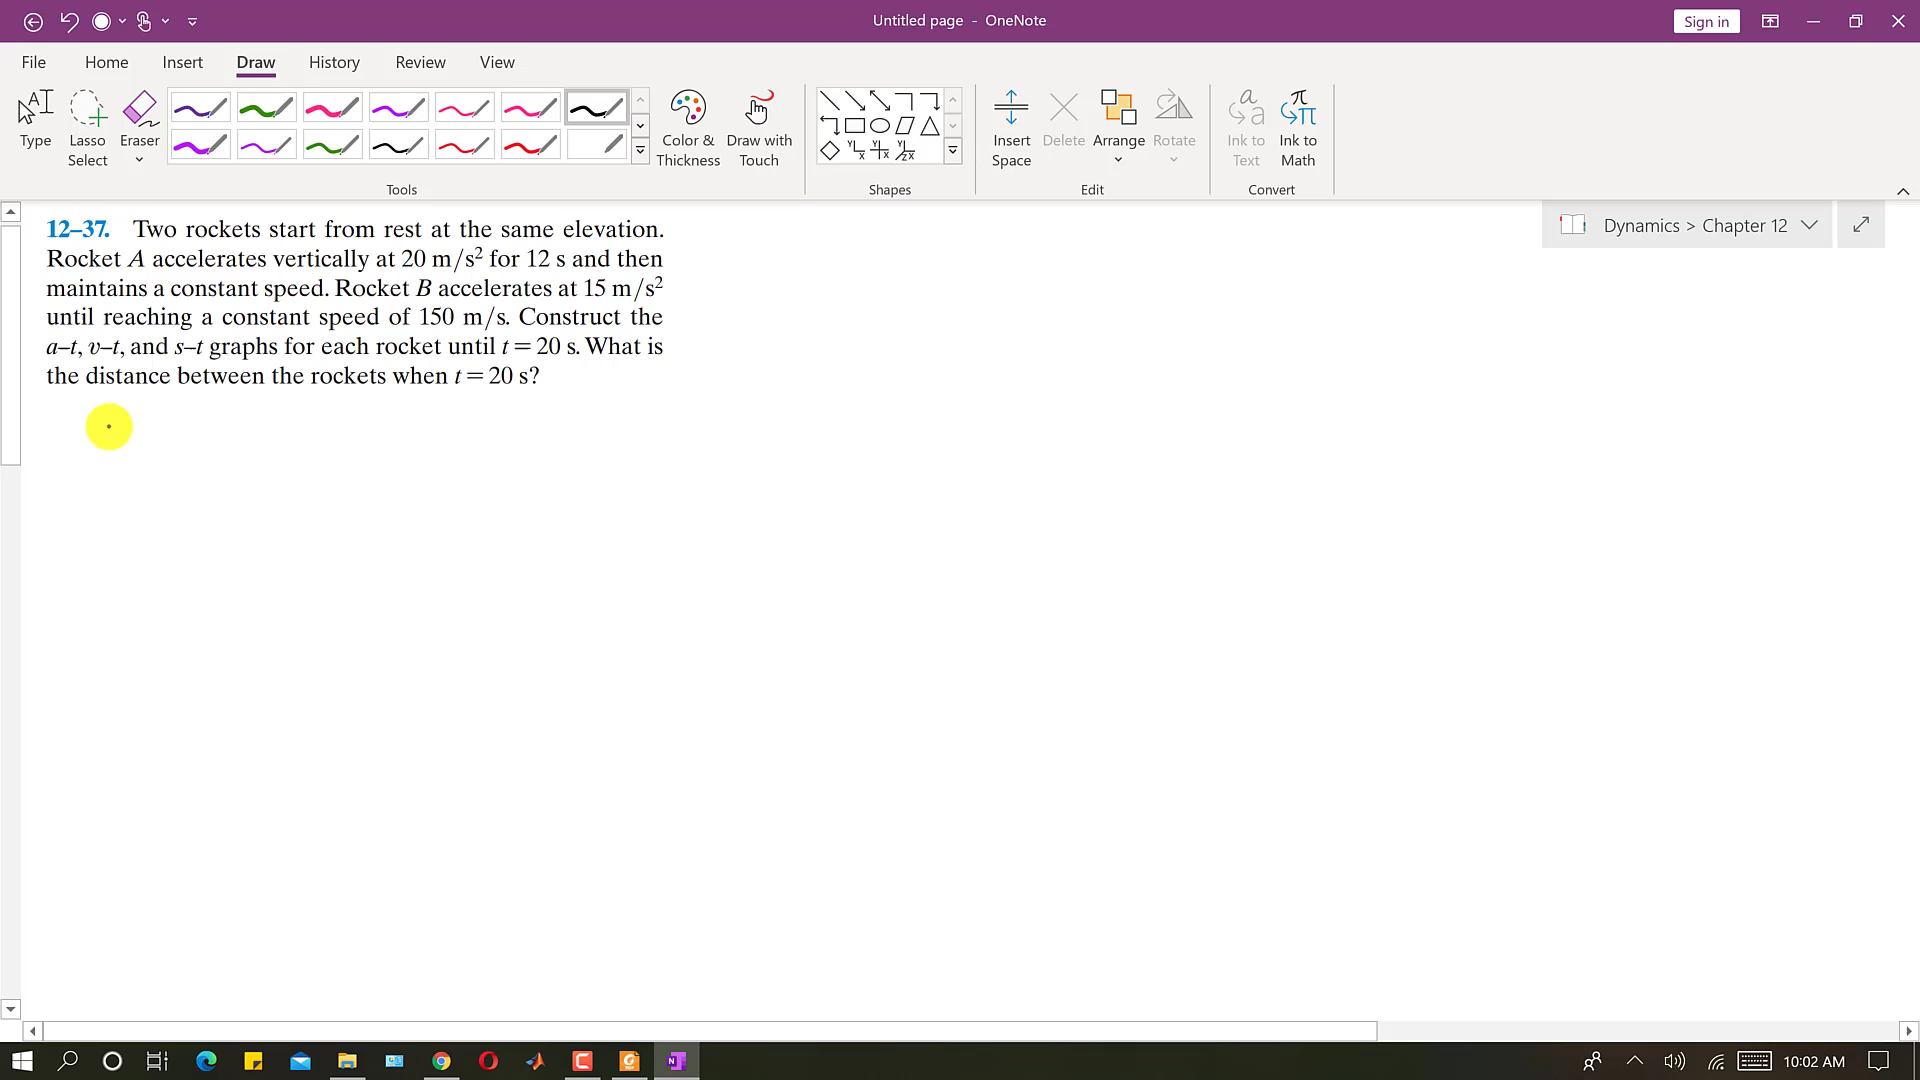 Untitled page - OneNote
Sign in
File Home Insert Draw History Review View
Type
Lasso Select
Eraser
Color & Thickness
Draw with Touch
Insert Space
Delete
Arrange
Rotate
Ink to Text
Ink to Math
Tools
Shapes
Edit
Convert
Dynamics > Chapter 12
12–37. Two rockets start from rest at the same elevation.
Rocket A accelerates vertically at 20 m/s² for 12 s and then
maintains a constant speed. Rocket B accelerates at 15 m/s²
until reaching a constant speed of 150 m/s. Construct the
a–t, v–t, and s–t graphs for each rocket until t = 20 s. What is
the distance between the rockets when t = 20 s?
10:02 AM